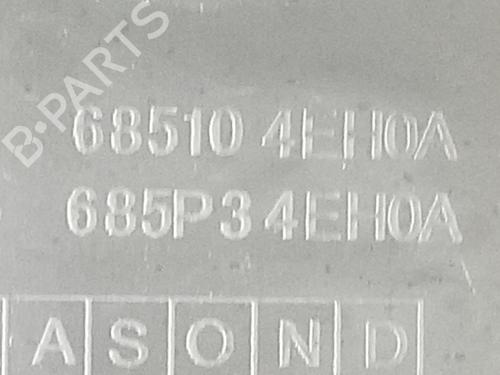 B-PARTS
68510 4EH0A
685P3 4EH0A
A S O N D